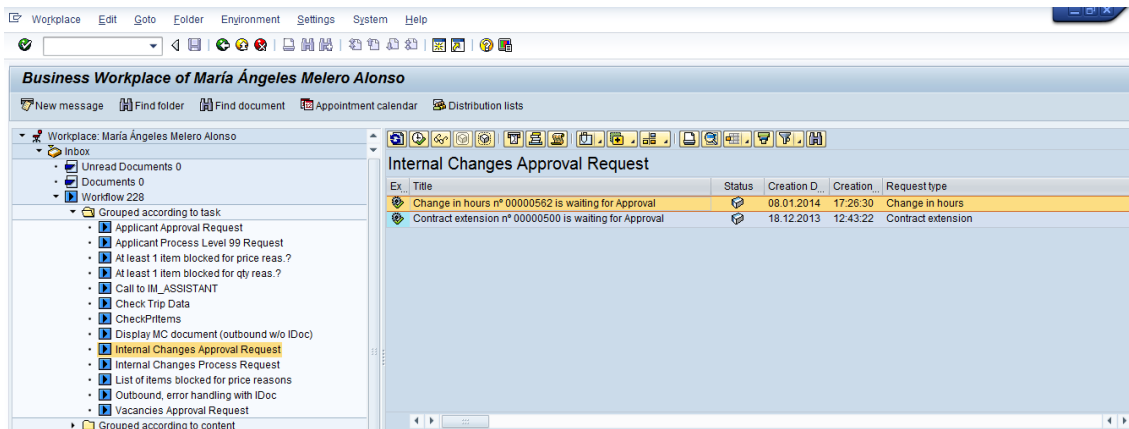 Workplace Edit Goto Folder Environment Settings System Help
Business Workplace of María Ángeles Melero Alonso
New message Find folder Find document Appointment calendar Distribution lists
Workplace: María Ángeles Melero Alonso
Inbox
Unread Documents 0
Documents 0
Workflow 228
Grouped according to task
Applicant Approval Request
Applicant Process Level 99 Request
At least 1 item blocked for price reas.?
At least 1 item blocked for qty reas.?
Call to IM_ASSISTANT
Check Trip Data
CheckPrItems
Display MC document (outbound w/o IDoc)
Internal Changes Approval Request
Internal Changes Process Request
List of items blocked for price reasons
Outbound, error handling with IDoc
Vacancies Approval Request
Grouped according to content
Internal Changes Approval Request
Ex... Title Status Creation D... Creation... Request type
Change in hours nº 00000562 is waiting for Approval 08.01.2014 17:26:30 Change in hours
Contract extension nº 00000500 is waiting for Approval 18.12.2013 12:43:22 Contract extension